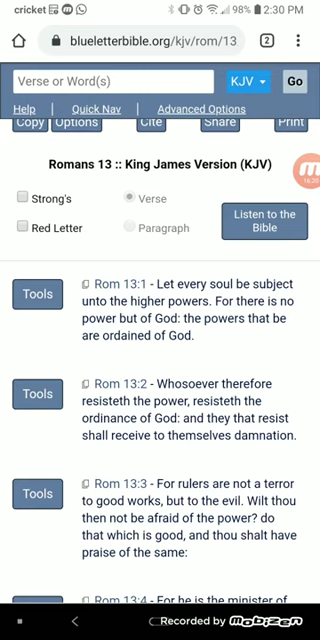 cricket 98% 2:30 PM
blueletterbible.org/kjv/rom/13 2
Verse or Word(s) KJV Go
Help | Quick Nav | Advanced Options
Copy Options Cite Share Print
Romans 13 :: King James Version (KJV)
Strong's Verse
Red Letter Paragraph
Listen to the
Bible
Tools
Rom 13:1 - Let every soul be subject
unto the higher powers. For there is no
power but of God: the powers that be
are ordained of God.
Tools
Rom 13:2 - Whosoever therefore
resisteth the power, resisteth the
ordinance of God: and they that resist
shall receive to themselves damnation.
Tools
Rom 13:3 - For rulers are not a terror
to good works, but to the evil. Wilt thou
then not be afraid of the power? do
that which is good, and thou shalt have
praise of the same:
Rom 13:4 - For he is the minister of
Recorded by mobizen